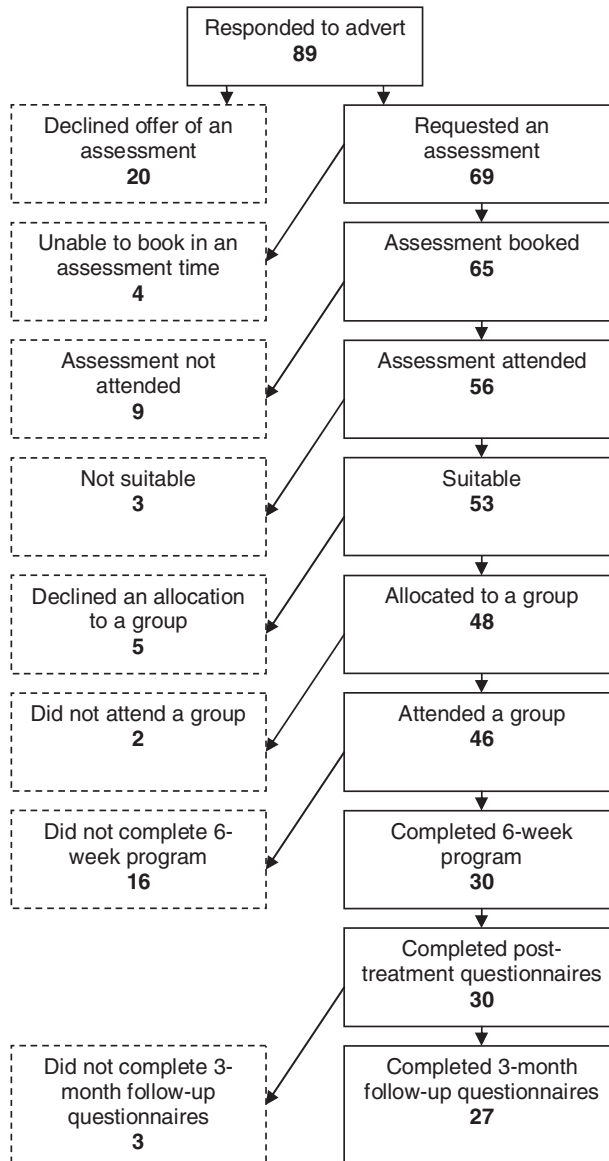 Responded to advert
89
Declined offer of an
assessment
20
Requested an
assessment
69
Unable to book in an
assessment time
4
Assessment booked
65
Assessment not
attended
9
Assessment attended
56
Not suitable
3
Suitable
53
Declined an allocation
to a group
5
Allocated to a group
48
Did not attend a group
2
Attended a group
46
Did not complete 6-
week program
16
Completed 6-week
program
30
Completed post-
treatment questionnaires
30
Did not complete 3-
month follow-up
questionnaires
3
Completed 3-month
follow-up questionnaires
27